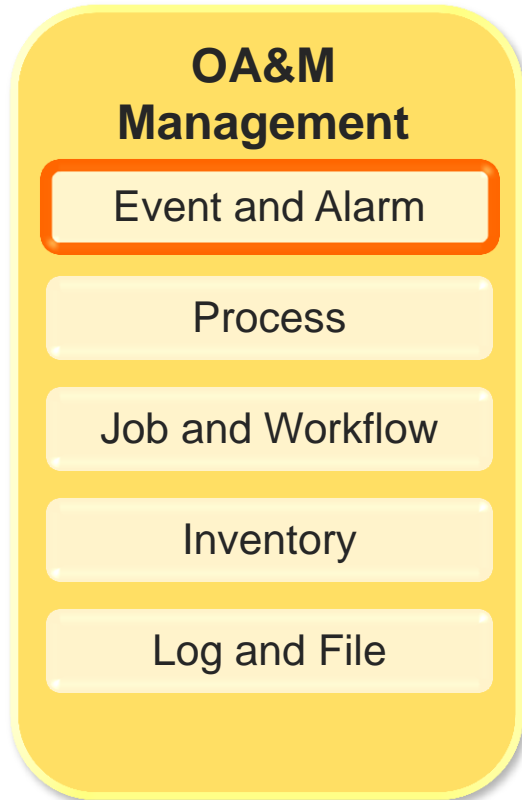 OA&M
Management
Event and Alarm
Process
Job and Workflow
Inventory
Log and File